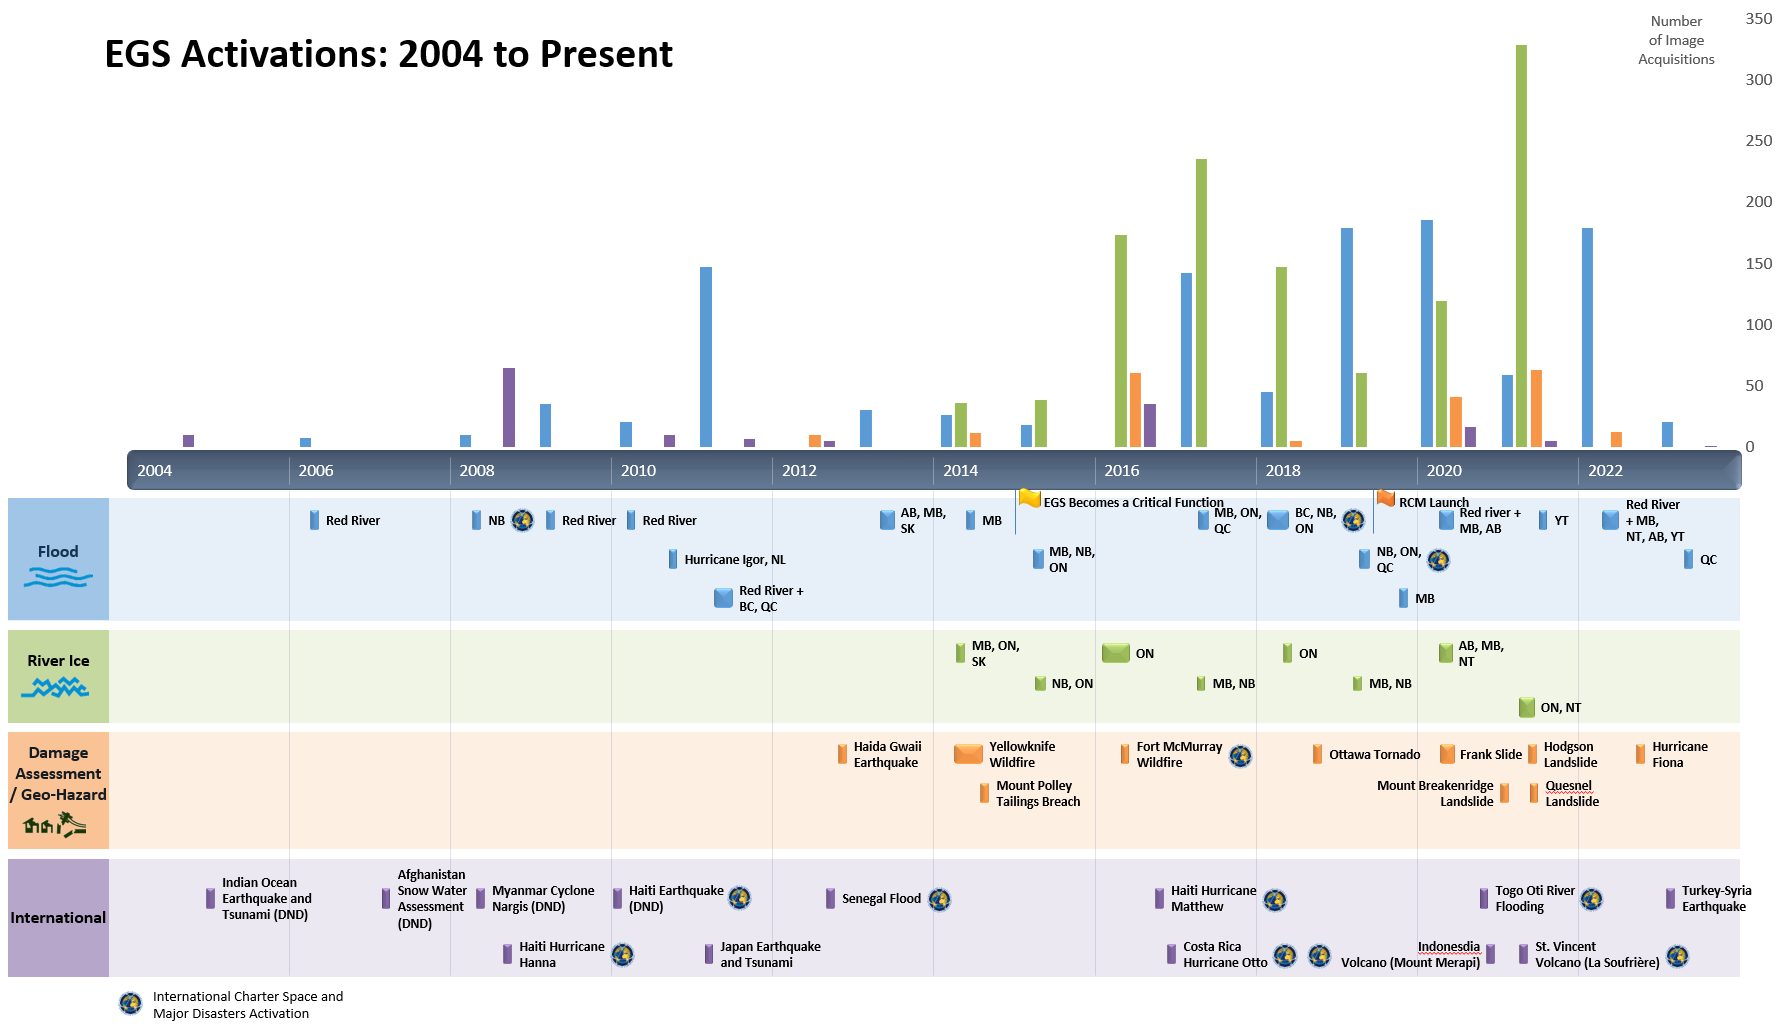 EGS Activations: 2004 to Present
Number
of Image
Acquisitions
350
300
250
200
150
100
50
0
2004
2006
2008
2010
2012
2014
2016
2018
2020
2022
EGS Becomes a Critical Function
RCM Launch
Flood
Red River
NB
Red River
Red River
Hurricane Igor, NL
Red River +
BC, QC
AB, MB,
SK
MB
MB, NB,
ON
MB, ON,
QC
BC, NB,
ON
NB, ON,
QC
MB
Red river +
MB, AB
YT
Red River
+ MB,
NT, AB, YT
QC
River Ice
MB, ON,
SK
NB, ON
ON
MB, NB
ON
MB, NB
AB, MB,
NT
ON, NT
Damage
Assessment
/ Geo-Hazard
Haida Gwaii
Earthquake
Yellowknife
Wildfire
Mount Polley
Tailings Breach
Fort McMurray
Wildfire
Ottawa Tornado
Frank Slide
Mount Breakenridge
Landslide
Hodgson
Landslide
Quesnel
Landslide
Hurricane
Fiona
International
Indian Ocean
Earthquake and
Tsunami (DND)
Afghanistan
Snow Water
Assessment
(DND)
Myanmar Cyclone
Nargis (DND)
Haiti Hurricane
Hanna
Haiti Earthquake
(DND)
Japan Earthquake
and Tsunami
Senegal Flood
Haiti Hurricane
Matthew
Costa Rica
Hurricane Otto
Togo Oti River
Flooding
Indonesdia
Volcano (Mount Merapi)
St. Vincent
Volcano (La Soufrière)
Turkey-Syria
Earthquake
International Charter Space and
Major Disasters Activation